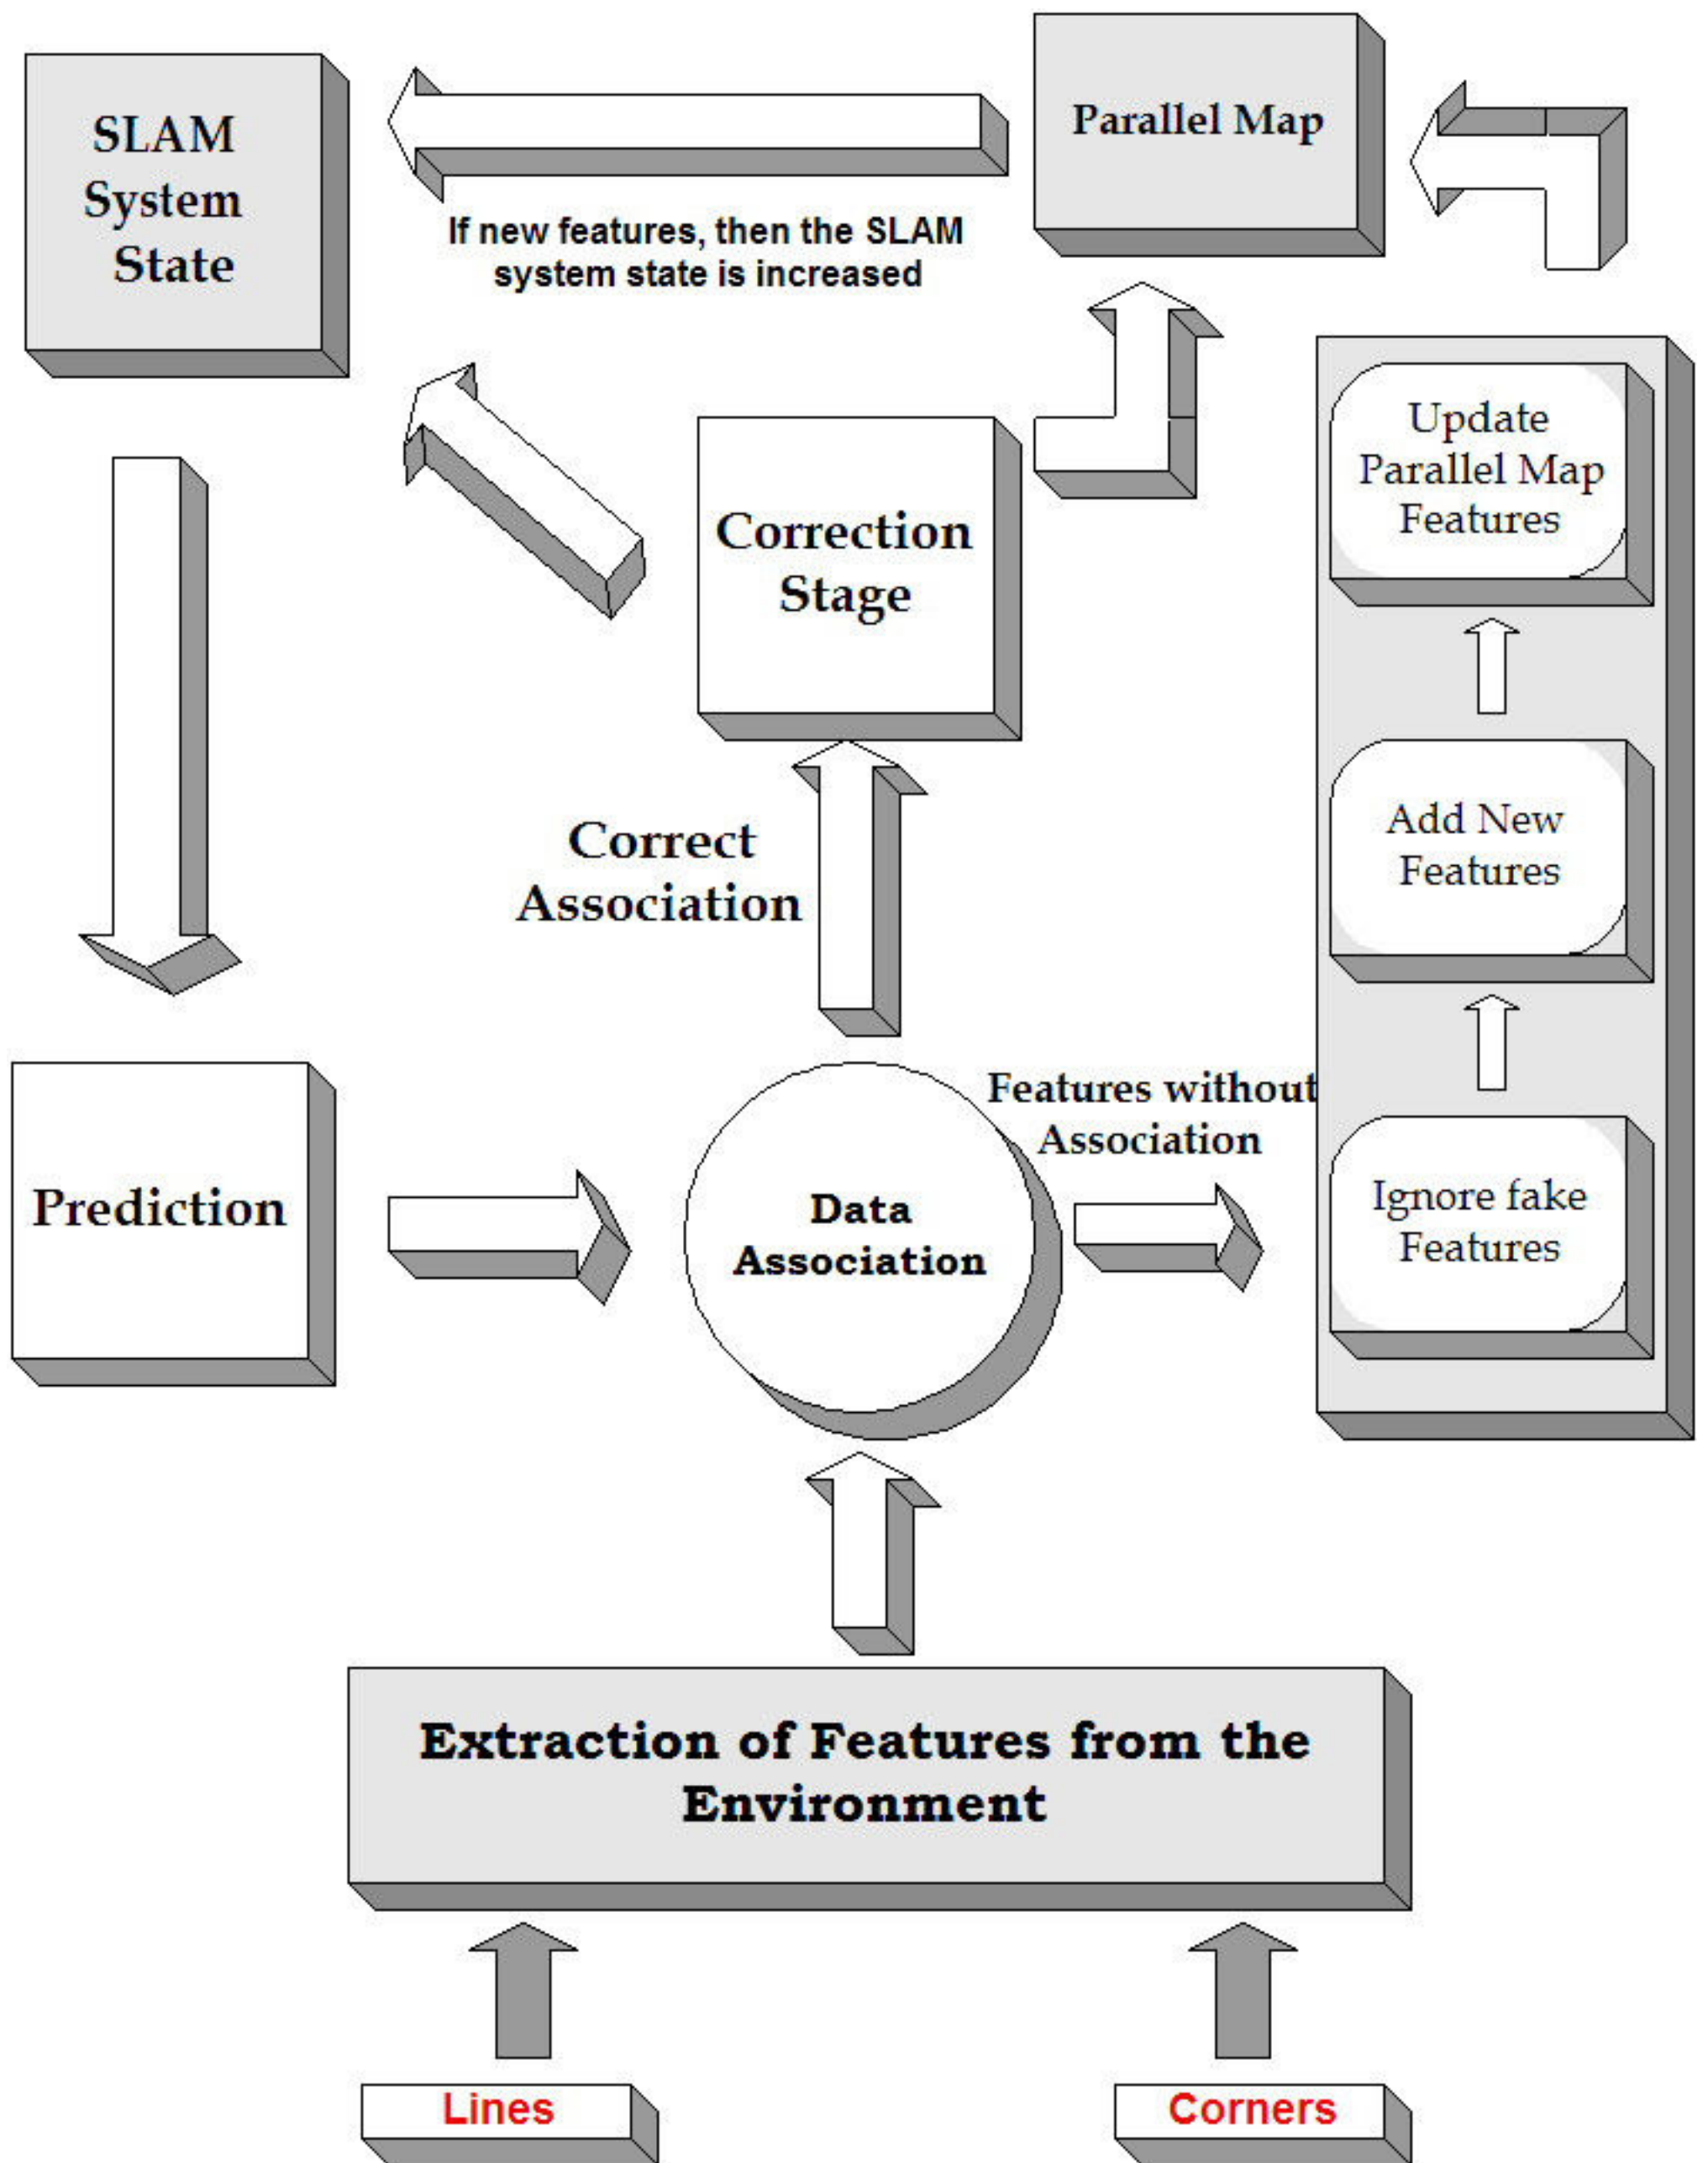 SLAM
System
State
Parallel Map
If new features, then the SLAM
system state is increased
Update
Parallel Map
Features
Correction
Stage
Correct
Association
Add New
Features
Features without
Association
Prediction
Data
Association
Ignore fake
Features
Extraction of Features from the
Environment
Lines
Corners